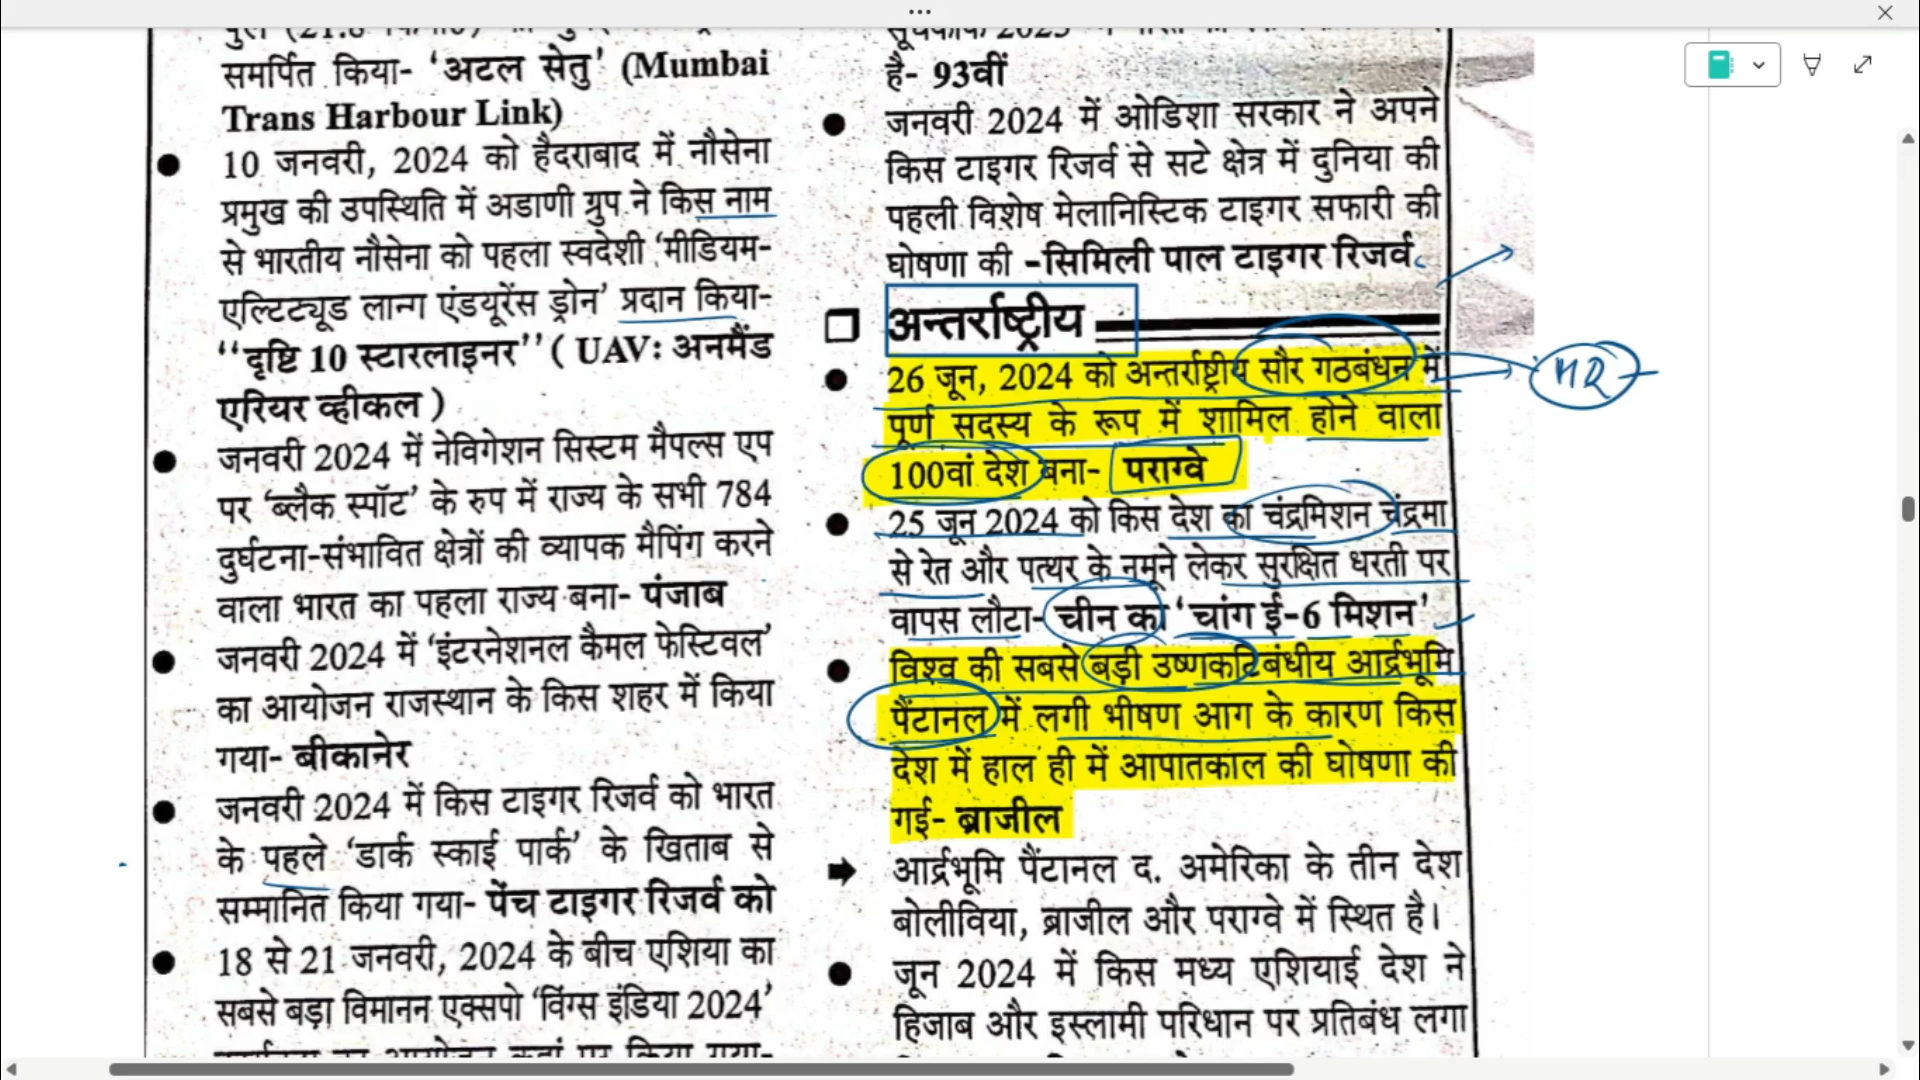 समर्पित किया- ‘अटल सेतु’ (Mumbai
Trans Harbour Link)
● 10 जनवरी, 2024 को हैदराबाद में नौसेना
प्रमुख की उपस्थिति में अडाणी ग्रुप ने किस नाम
से भारतीय नौसेना को पहला स्वदेशी ‘मीडियम-
एल्टिट्यूड लान्ग एंडयूरेंस ड्रोन’ प्रदान किया-
‘‘दृष्टि 10 स्टारलाइनर’’ ( UAV: अनमैंड
एरियर व्हीकल )
● जनवरी 2024 में नेविगेशन सिस्टम मैपल्स एप
पर ‘ब्लैक स्पॉट’ के रुप में राज्य के सभी 784
दुर्घटना-संभावित क्षेत्रों की व्यापक मैपिंग करने
वाला भारत का पहला राज्य बना- पंजाब
● जनवरी 2024 में ‘इंटरनेशनल कैमल फेस्टिवल’
का आयोजन राजस्थान के किस शहर में किया
गया- बीकानेर
● जनवरी 2024 में किस टाइगर रिजर्व को भारत
के पहले ‘डार्क स्काई पार्क’ के खिताब से
सम्मानित किया गया- पेंच टाइगर रिजर्व को
● 18 से 21 जनवरी, 2024 के बीच एशिया का
सबसे बड़ा विमानन एक्सपो ‘विंग्स इंडिया 2024’
है- 93वीं
● जनवरी 2024 में ओडिशा सरकार ने अपने
किस टाइगर रिजर्व से सटे क्षेत्र में दुनिया की
पहली विशेष मेलानिस्टिक टाइगर सफारी की
घोषणा की -सिमिली पाल टाइगर रिजर्व
❑ अन्तर्राष्ट्रीय
● 26 जून, 2024 को अन्तर्राष्ट्रीय सौर गठबंधन में
पूर्ण सदस्य के रूप में शामिल होने वाला
100वां देश बना- पराग्वे
● 25 जून 2024 को किस देश का चंद्रमिशन चंद्रमा
से रेत और पत्थर के नमूने लेकर सुरक्षित धरती पर
वापस लौटा- चीन का ‘चांग ई-6 मिशन’
● विश्व की सबसे बड़ी उष्णकटिबंधीय आर्द्रभूमि
पैंटानल में लगी भीषण आग के कारण किस
देश में हाल ही में आपातकाल की घोषणा की
गई- ब्राजील
➡ आर्द्रभूमि पैंटानल द. अमेरिका के तीन देश
बोलीविया, ब्राजील और पराग्वे में स्थित है।
● जून 2024 में किस मध्य एशियाई देश ने
हिजाब और इस्लामी परिधान पर प्रतिबंध लगा